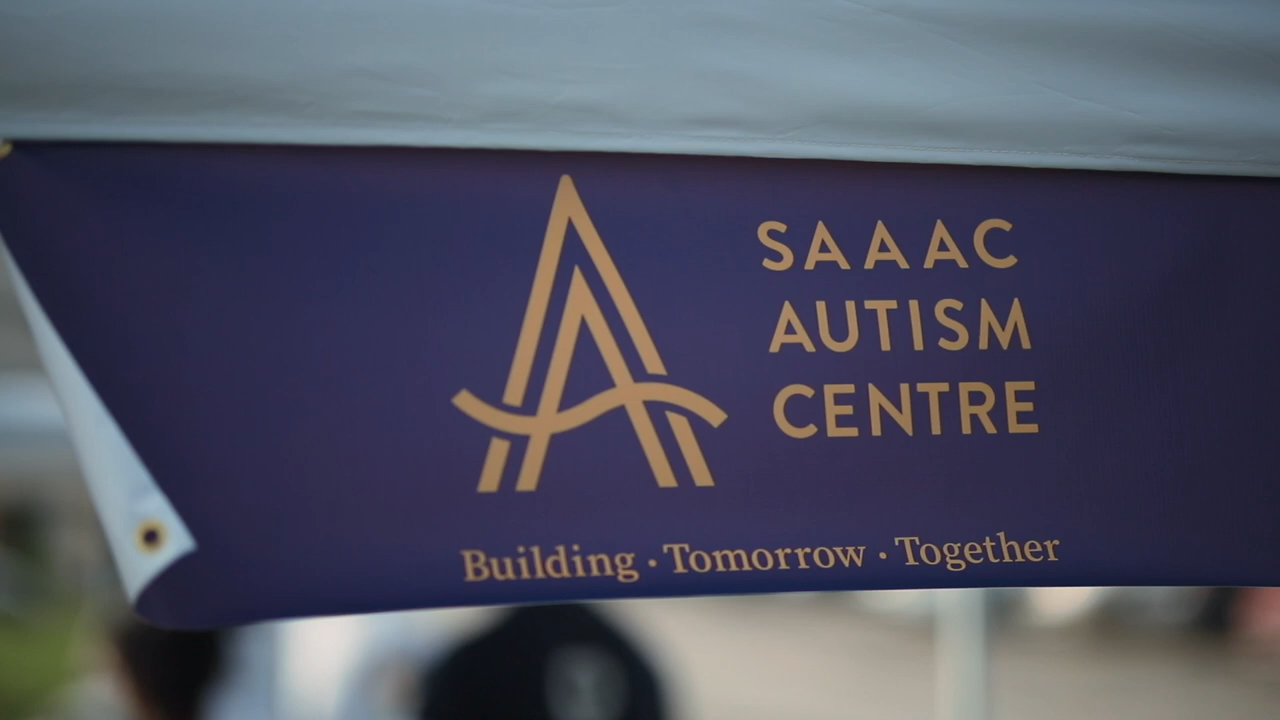 SAAAC
AUTISM
CENTRE
Building · Tomorrow · Together